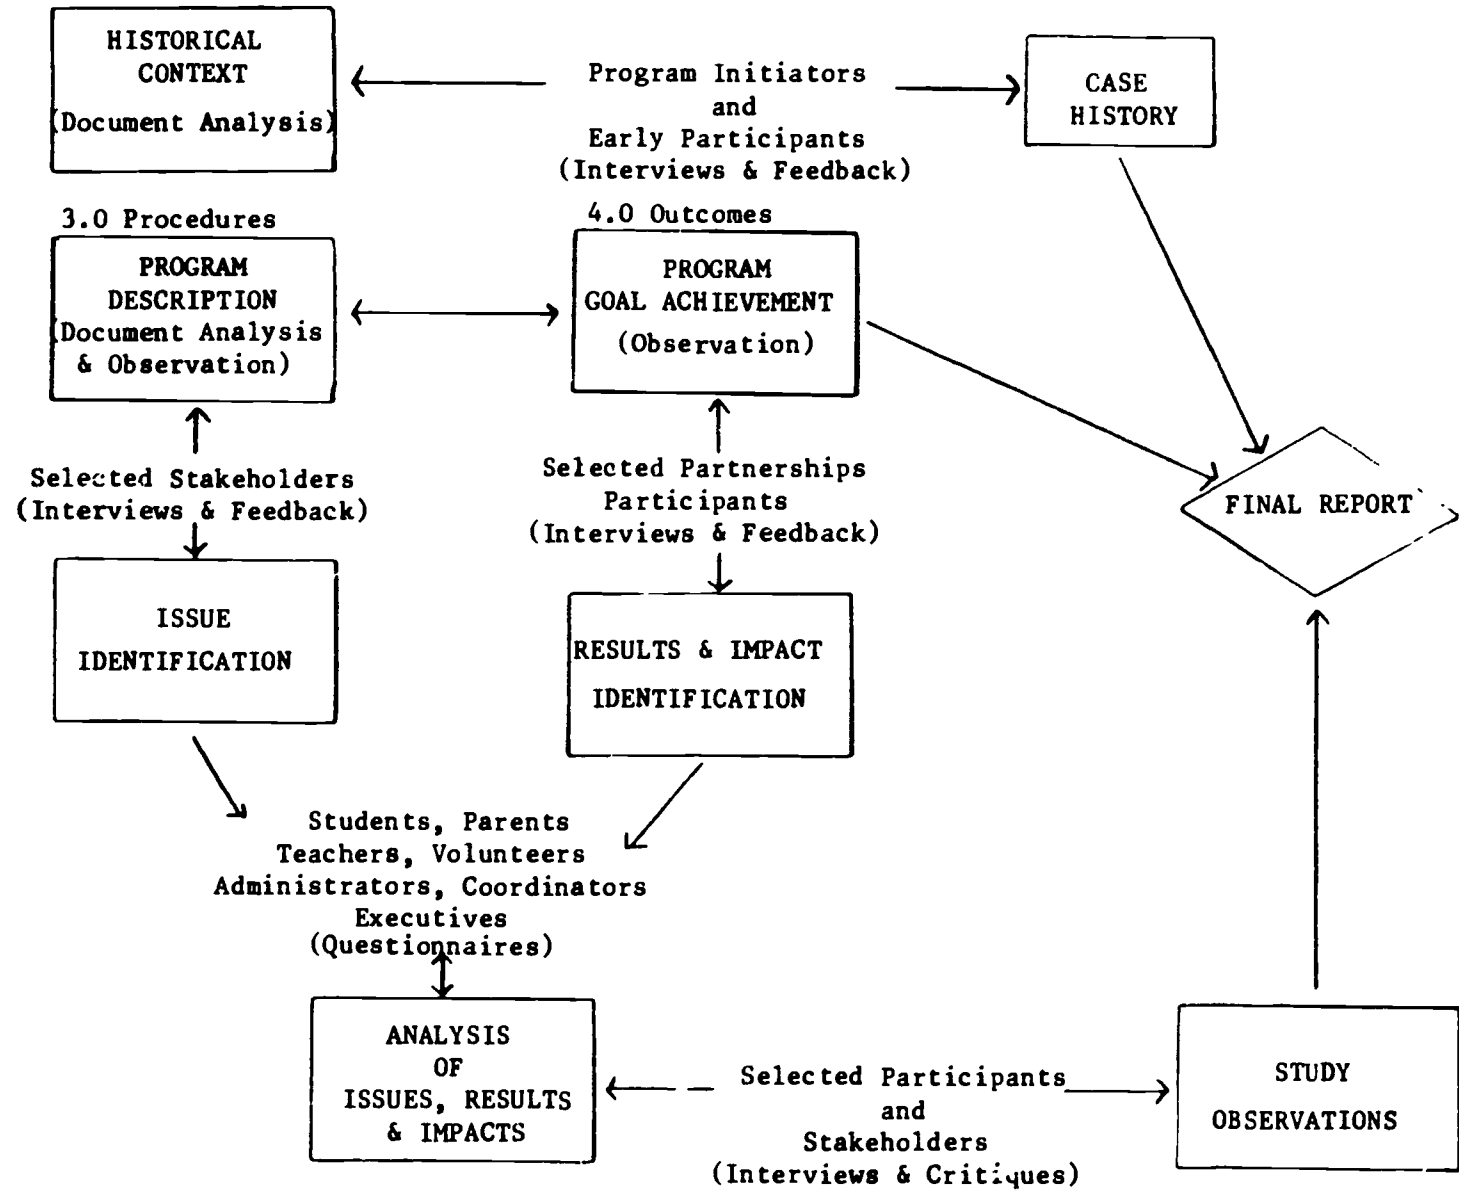 HISTORICAL
CONTEXT
(Document Analysis)
Program Initiators
and
Early Participants
(Interviews & Feedback)
CASE
HISTORY
3.0 Procedures
PROGRAM
DESCRIPTION
(Document Analysis
& Observation)
4.0 Outcomes
PROGRAM
GOAL ACHIEVEMENT
(Observation)
Selected Stakeholders
(Interviews & Feedback)
Selected Partnerships
Participants
(Interviews & Feedback)
FINAL REPORT
ISSUE
IDENTIFICATION
RESULTS & IMPACT
IDENTIFICATION
Students, Parents
Teachers, Volunteers
Administrators, Coordinators
Executives
(Questionnaires)
ANALYSIS
OF
ISSUES, RESULTS
& IMPACTS
Selected Participants
and
Stakeholders
(Interviews & Critiques)
STUDY
OBSERVATIONS